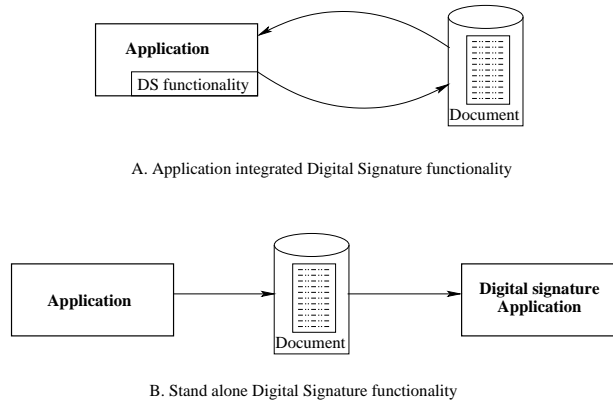 Application
DS functionality
Document
A. Application integrated Digital Signature functionality
Application
Document
Digital signature
Application
B. Stand alone Digital Signature functionality